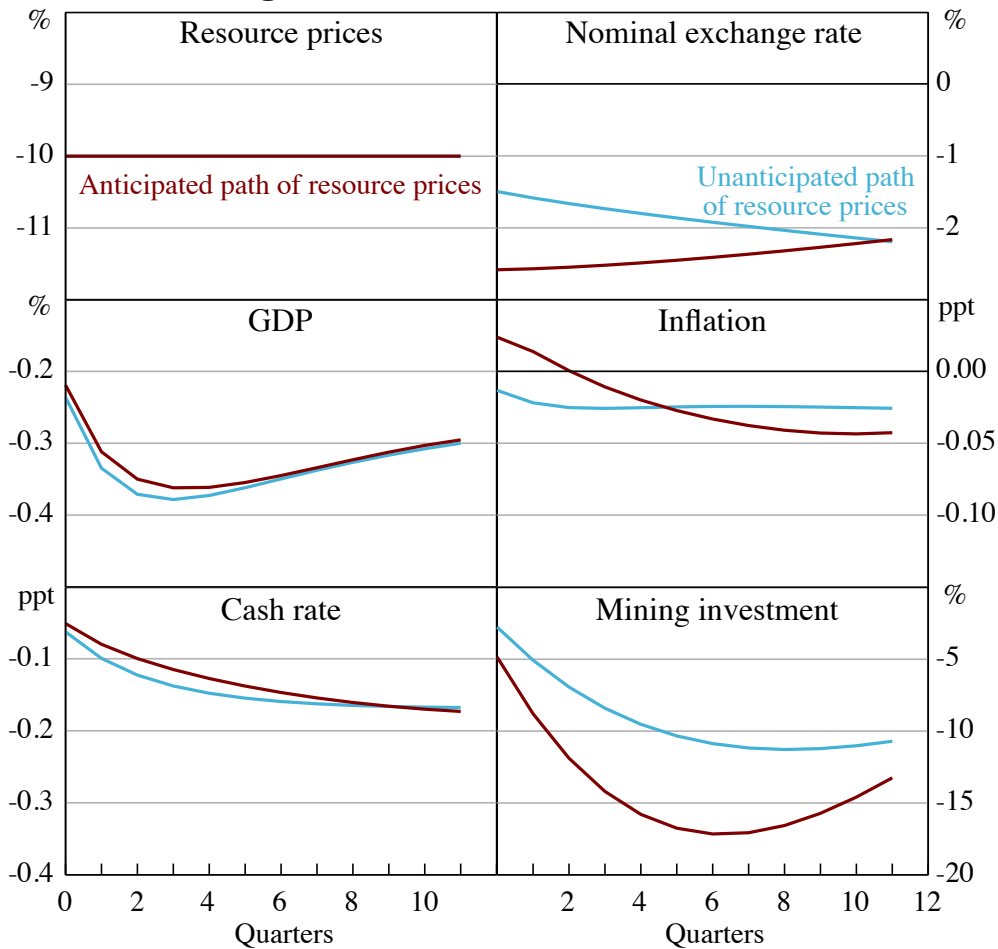 % %
Resource prices Nominal exchange rate
-9 0
-10 -1
Anticipated path of resource prices Unanticipated path
of resource prices
-11 -2
% ppt
GDP Inflation
-0.2 0.00
-0.3 -0.05
-0.4 -0.10
ppt %
Cash rate Mining investment
-0.1 -5
-0.2 -10
-0.3 -15
-0.4 -20
0 2 4 6 8 10 2 4 6 8 10 12
Quarters Quarters